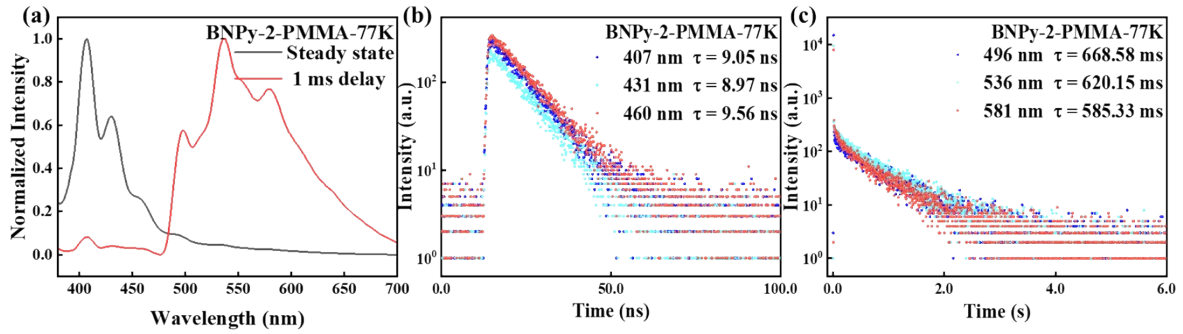 (a)
BNPy-2-PMMA-77K
Steady state
1 ms delay
1.0
0.8
0.6
0.4
0.2
0.0
Normalized Intensity
400
450
500
550
600
650
700
Wavelength (nm)
(b)
BNPy-2-PMMA-77K
407 nm τ = 9.05 ns
431 nm τ = 8.97 ns
460 nm τ = 9.56 ns
10²
10¹
10⁰
Intensity (a.u.)
0.0
50.0
100.0
Time (ns)
(c)
BNPy-2-PMMA-77K
496 nm τ = 668.58 ms
536 nm τ = 620.15 ms
581 nm τ = 585.33 ms
10⁴
10³
10²
10¹
10⁰
Intensity (a.u.)
0.0
2.0
4.0
6.0
Time (s)